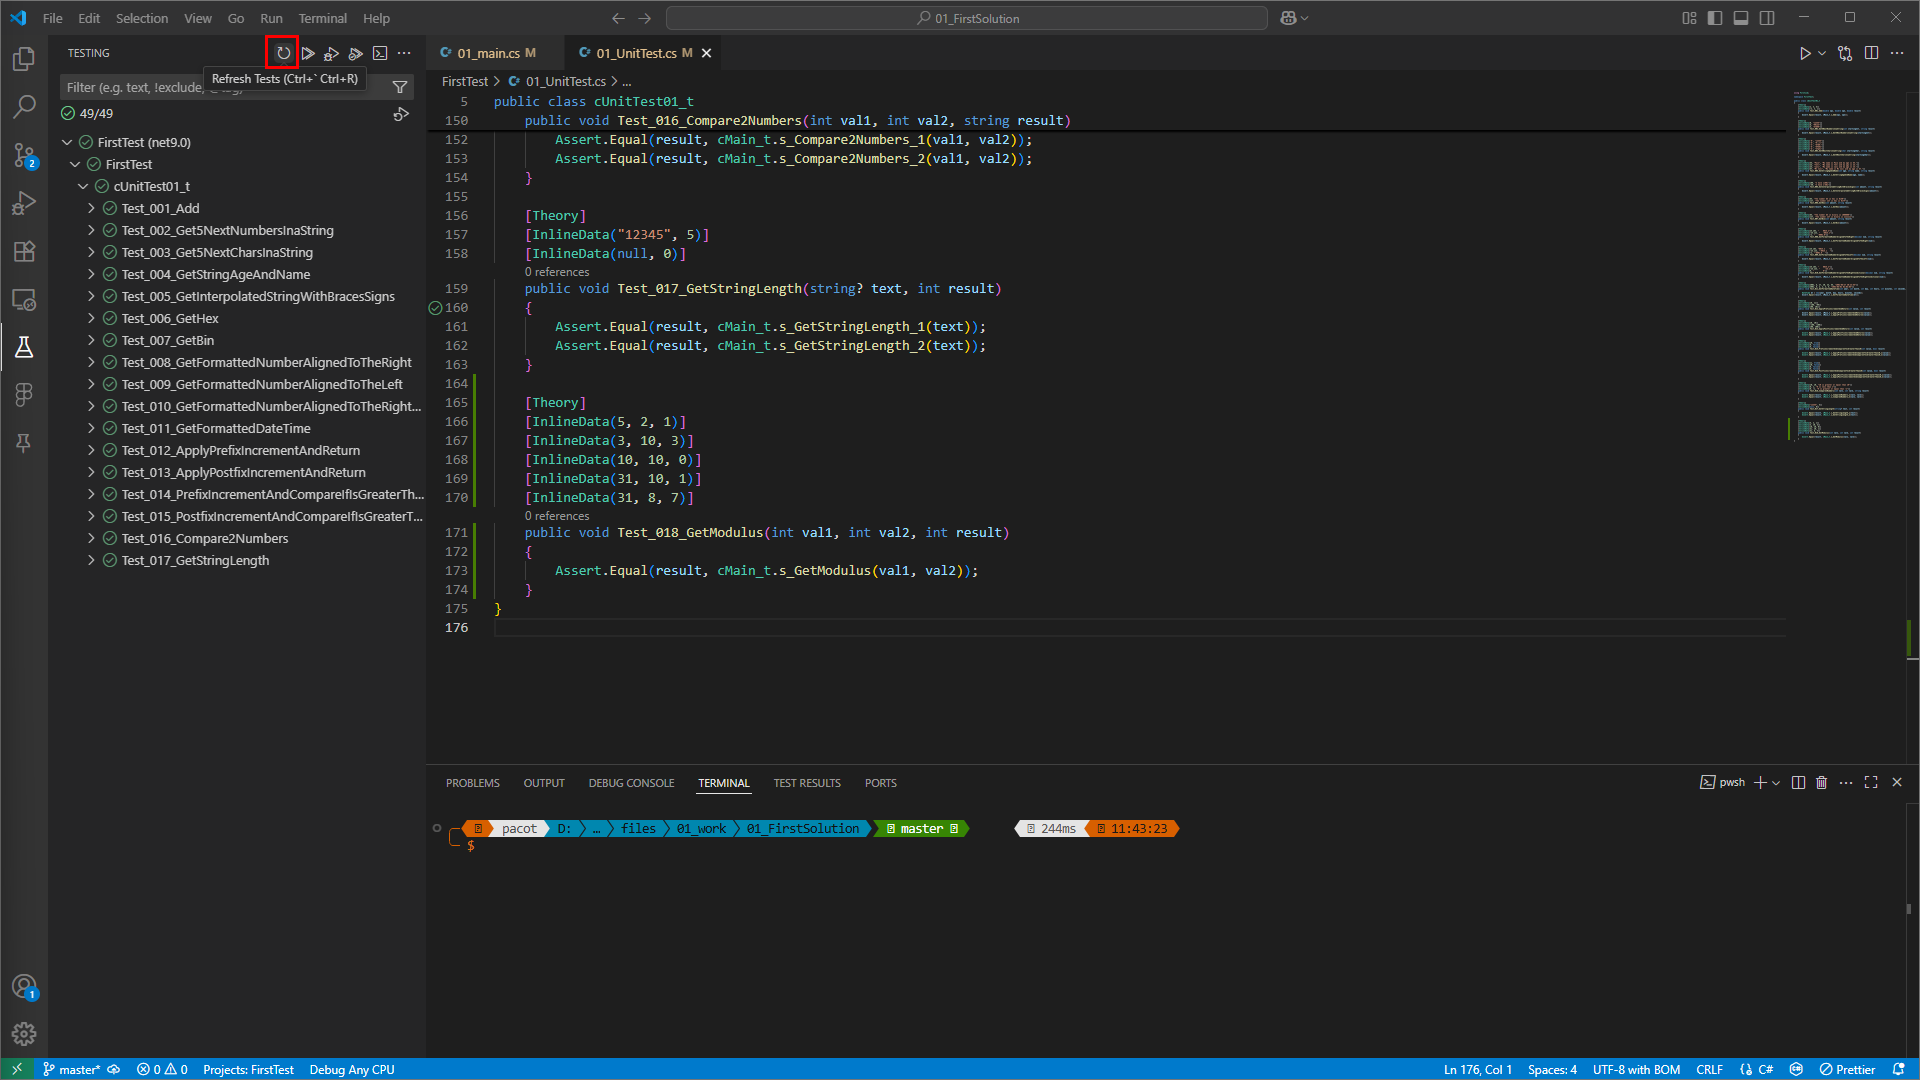 File Edit Selection View Go Run Terminal Help
01_FirstSolution
TESTING
01_main.cs M
01_UnitTest.cs M
Refresh Tests (Ctrl+` Ctrl+R)
Filter (e.g. text, !exclude,
49/49
FirstTest (net9.0)
FirstTest
cUnitTest01_t
Test_001_Add
Test_002_Get5NextNumbersInaString
Test_003_Get5NextCharsInaString
Test_004_GetStringAgeAndName
Test_005_GetInterpolatedStringWithBracesSigns
Test_006_GetHex
Test_007_GetBin
Test_008_GetFormattedNumberAlignedToTheRight
Test_009_GetFormattedNumberAlignedToTheLeft
Test_010_GetFormattedNumberAlignedToTheRight...
Test_011_GetFormattedDateTime
Test_012_ApplyPrefixIncrementAndReturn
Test_013_ApplyPostfixIncrementAndReturn
Test_014_PrefixIncrementAndCompareIfIsGreaterTh...
Test_015_PostfixIncrementAndCompareIfIsGreaterT...
Test_016_Compare2Numbers
Test_017_GetStringLength
2
1
FirstTest > 01_UnitTest.cs > ...
5 public class cUnitTest01_t
150 public void Test_016_Compare2Numbers(int val1, int val2, string result)
152 Assert.Equal(result, cMain_t.s_Compare2Numbers_1(val1, val2));
153 Assert.Equal(result, cMain_t.s_Compare2Numbers_2(val1, val2));
154 }
155
156 [Theory]
157 [InlineData("12345", 5)]
158 [InlineData(null, 0)]
0 references
159 public void Test_017_GetStringLength(string? text, int result)
160 {
161 Assert.Equal(result, cMain_t.s_GetStringLength_1(text));
162 Assert.Equal(result, cMain_t.s_GetStringLength_2(text));
163 }
164
165 [Theory]
166 [InlineData(5, 2, 1)]
167 [InlineData(3, 10, 3)]
168 [InlineData(10, 10, 0)]
169 [InlineData(31, 10, 1)]
170 [InlineData(31, 8, 7)]
0 references
171 public void Test_018_GetModulus(int val1, int val2, int result)
172 {
173 Assert.Equal(result, cMain_t.s_GetModulus(val1, val2));
174 }
175 }
176
PROBLEMS OUTPUT DEBUG CONSOLE TERMINAL TEST RESULTS PORTS
pwsh
pacot D: … files 01_work 01_FirstSolution master 244ms 11:43:23
$
master* 0 0 Projects: FirstTest Debug Any CPU
Ln 176, Col 1 Spaces: 4 UTF-8 with BOM CRLF {} C# Prettier